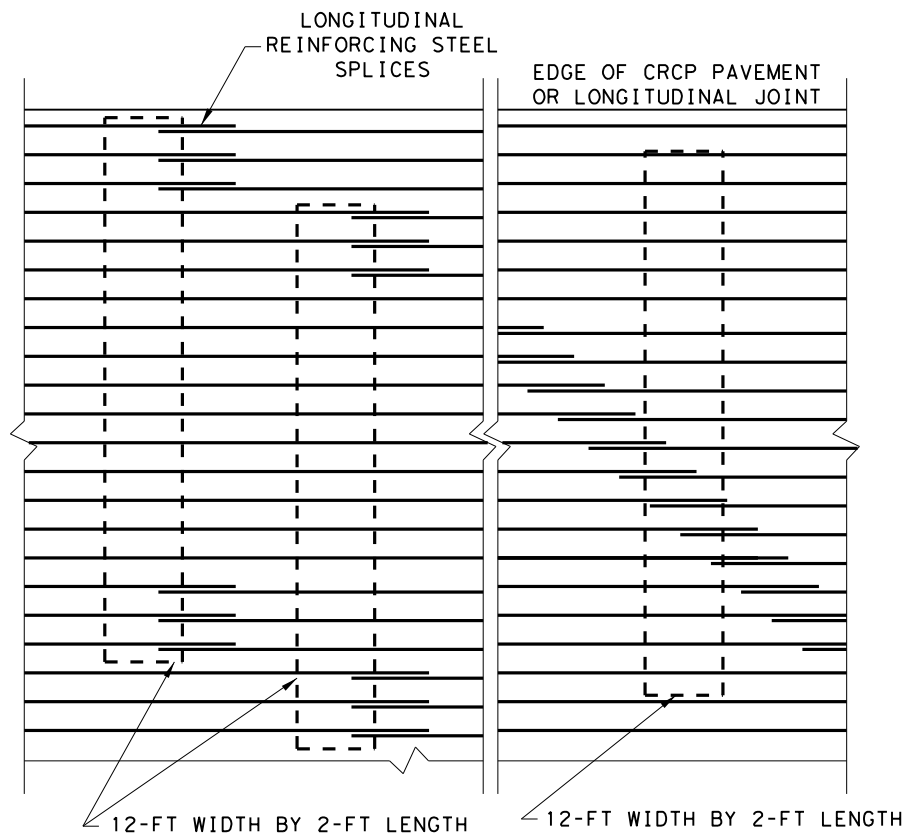 LONGITUDINAL
REINFORCING STEEL
SPLICES
EDGE OF CRCP PAVEMENT
OR LONGITUDINAL JOINT
12-FT WIDTH BY 2-FT LENGTH
12-FT WIDTH BY 2-FT LENGTH